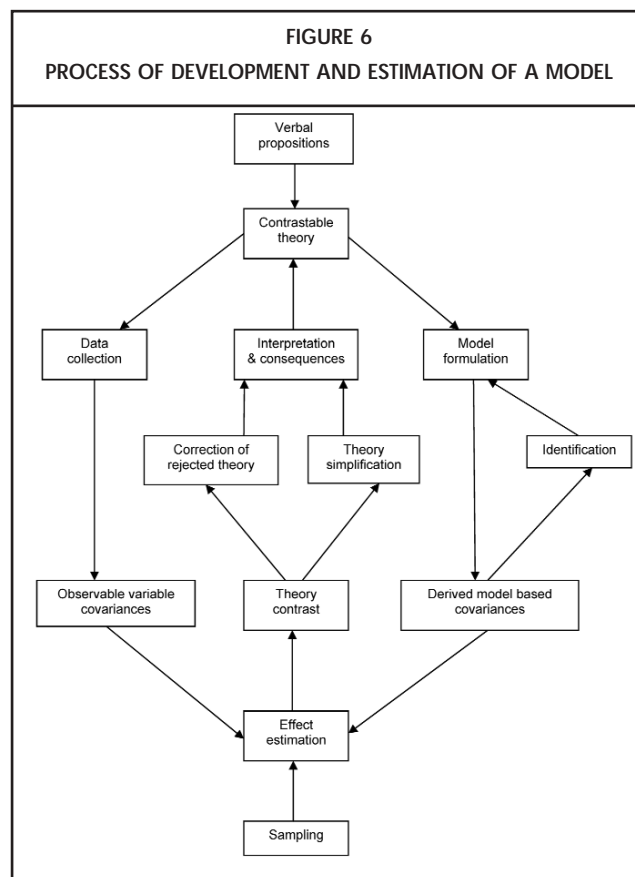 FIGURE 6
PROCESS OF DEVELOPMENT AND ESTIMATION OF A MODEL
Verbal
propositions
Contrastable
theory
Data
collection
Interpretation
& consequences
Model
formulation
Correction of
rejected theory
Theory
simplification
Identification
Observable variable
covariances
Theory
contrast
Derived model based
covariances
Effect
estimation
Sampling